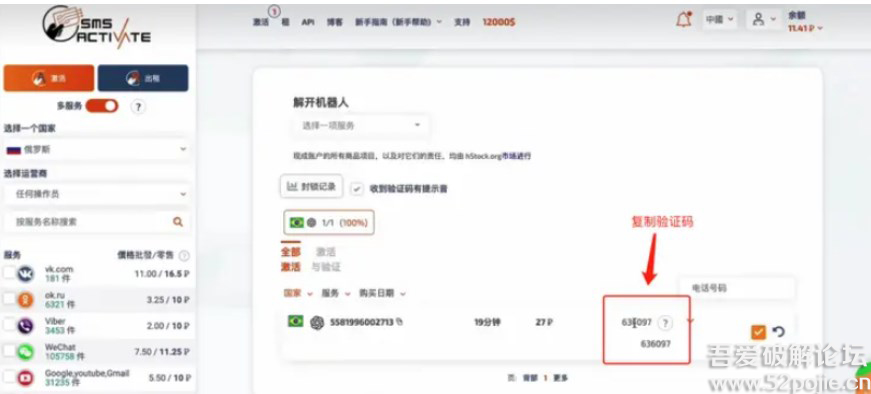 SMS ACTIVATE
激活 1 租 API 博客 新手指南（新手帮助） 支持 12000$
中國
余额
11.41 ₽
激活 出租
多服务 ?
选择一个国家
俄罗斯
选择运营商
任何操作员
按服务名称搜索
服务 價格批發/零售 ?
vk.com
181 件
11.00 / 16.5 ₽
ok.ru
6321 件
3.25 / 10 ₽
Viber
3453 件
2.00 / 10 ₽
WeChat
105758 件
7.50 / 11.25 ₽
Google,youtube,Gmail
31235 件
5.50 / 10 ₽
解开机器人
选择一项服务
现成账户的所有商品项目，以及对它们的责任，均由 hStock.org市场进行
封锁记录 收到验证码有提示音
1/1 (100%)
全部 激活
激活 与验证
复制验证码
电话号码
国家 服务 购买日期
5581996002713 19分钟 27 ₽ 636097 ?
636097
页: 背部 1 更多
吾爱破解论坛
www.52pojie.cn